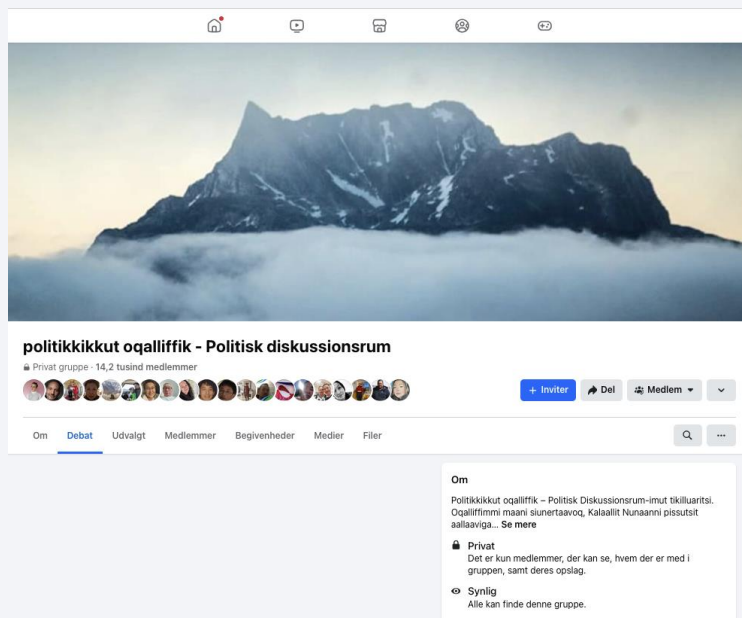 politikkikkut oqalliffik - Politisk diskussionsrum
Privat gruppe · 14,2 tusind medlemmer
+ Inviter
Del
Medlem
Om
Debat
Udvalgt
Medlemmer
Begivenheder
Medier
Filer
Om
Politikkikkut oqalliffik – Politisk Diskussionsrum-imut tikilluaritsi.
Oqalliffimmi maani siunertaavoq, Kalaallit Nunaanni pissutsit
aallaaviga... Se mere
Privat
Det er kun medlemmer, der kan se, hvem der er med i
gruppen, samt deres opslag.
Synlig
Alle kan finde denne gruppe.